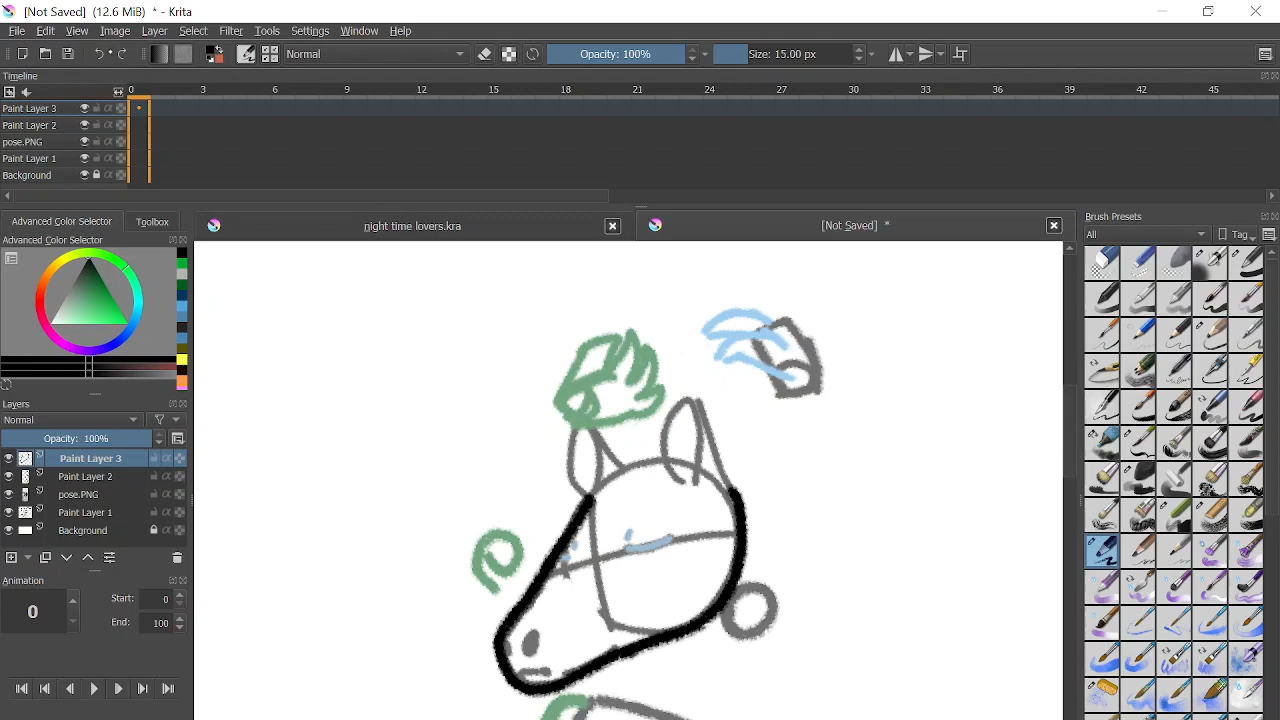 [Not Saved] (12.6 MiB) * - Krita
File Edit View Image Layer Select Filter Tools Settings Window Help
Normal Opacity: 100% Size: 15.00 px
Timeline
0 3 6 9 12 15 18 21 24 27 30 33 36 39 42 45
Paint Layer 3
Paint Layer 2
pose.PNG
Paint Layer 1
Background
Advanced Color Selector Toolbox
night time lovers.kra
[Not Saved] *
Brush Presets
Advanced Color Selector
All Tag
Layers
Normal
Opacity: 100%
Paint Layer 3
Paint Layer 2
pose.PNG
Paint Layer 1
Background
Animation
0 Start: 0
End: 100